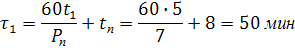 τ₁ = 60t₁/Pₙ + tₙ = 60 · 5/7 + 8 = 50 мин